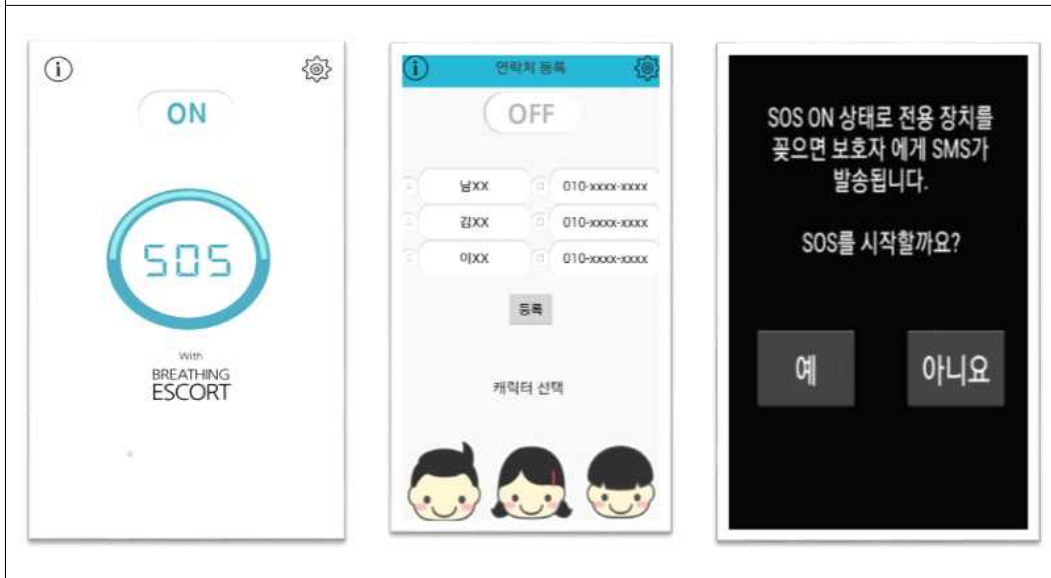 ON
SOS
With
BREATHING
ESCORT
연락처 등록
OFF
남XX 010-xxxx-xxxx
김XX 010-xxxx-xxxx
이XX 010-xxxx-xxxx
등록
캐릭터 선택
SOS ON 상태로 전용 장치를
꽂으면 보호자 에게 SMS가
발송됩니다.
SOS를 시작할까요?
예 아니요